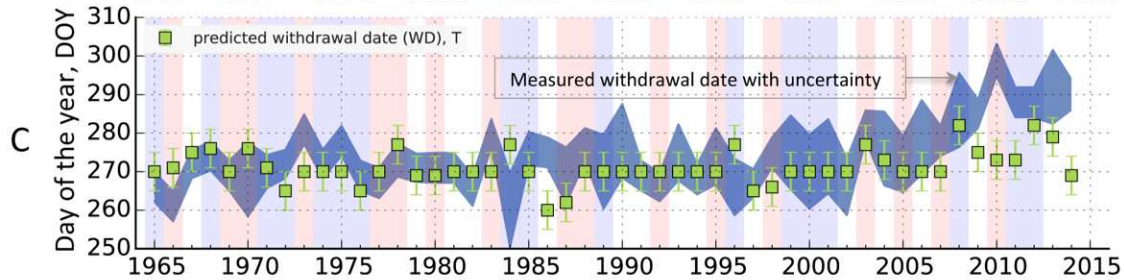 C
Day of the year, DOY
310
300
290
280
270
260
250
predicted withdrawal date (WD), T
Measured withdrawal date with uncertainty
1965 1970 1975 1980 1985 1990 1995 2000 2005 2010 2015